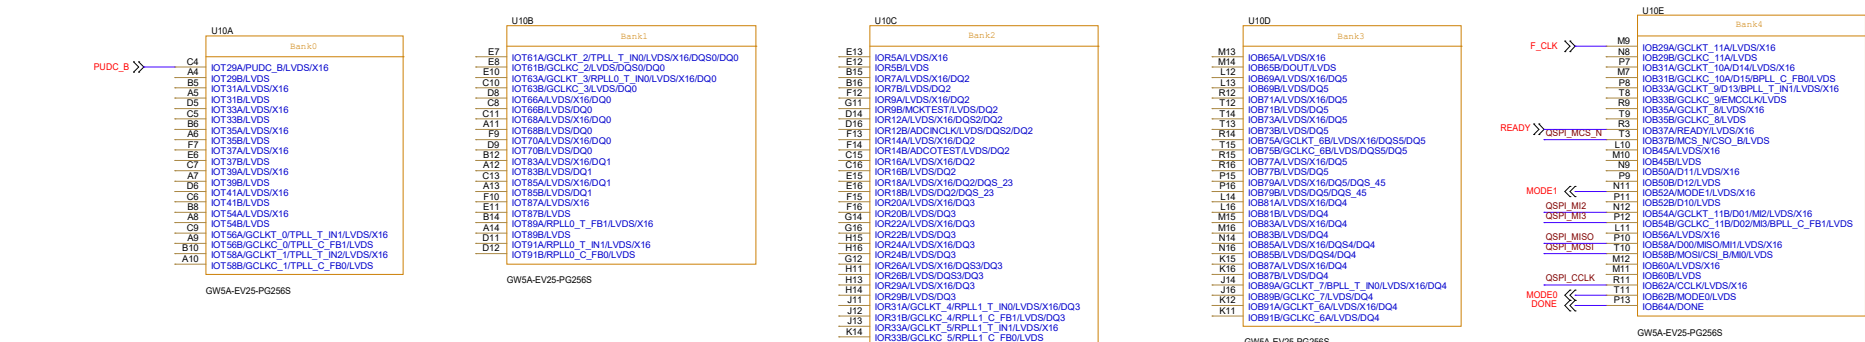 U10A
Bank0
PUDC_B
C4 IOT29A/PUDC_B/LVDS/X16
A4 IOT29B/LVDS
B5 IOT31A/LVDS/X16
A5 IOT31B/LVDS
D5 IOT33A/LVDS/X16
C5 IOT33B/LVDS
B6 IOT35A/LVDS/X16
A6 IOT35B/LVDS
F7 IOT37A/LVDS/X16
E6 IOT37B/LVDS
C7 IOT39A/LVDS/X16
A7 IOT39B/LVDS
D6 IOT41A/LVDS/X16
C6 IOT41B/LVDS
B8 IOT54A/LVDS/X16
A8 IOT54B/LVDS
C9 IOT56A/GCLKT_0/TPLL_T_IN1/LVDS/X16
A9 IOT56B/GCLKC_0/TPLL_C_FB1/LVDS
B10 IOT58A/GCLKT_1/TPLL_T_IN2/LVDS/X16
A10 IOT58B/GCLKC_1/TPLL_C_FB0/LVDS
GW5A-EV25-PG256S
U10B
Bank1
E7 IOT61A/GCLKT_2/TPLL_T_IN0/LVDS/X16/DQS0/DQ0
E8 IOT61B/GCLKC_2/LVDS/DQS0/DQ0
E10 IOT63A/GCLKT_3/RPLL0_T_IN0/LVDS/X16/DQ0
C10 IOT63B/GCLKC_3/LVDS/DQ0
D8 IOT66A/LVDS/X16/DQ0
C8 IOT66B/LVDS/DQ0
C11 IOT68A/LVDS/X16/DQ0
A11 IOT68B/LVDS/DQ0
F9 IOT70A/LVDS/X16/DQ0
D9 IOT70B/LVDS/DQ0
B12 IOT83A/LVDS/X16/DQ1
A12 IOT83B/LVDS/DQ1
C13 IOT85A/LVDS/X16/DQ1
A13 IOT85B/LVDS/DQ1
F10 IOT87A/LVDS/X16
E11 IOT87B/LVDS
B14 IOT89A/RPLL0_T_FB1/LVDS/X16
A14 IOT89B/LVDS
D11 IOT91A/RPLL0_T_IN1/LVDS/X16
D12 IOT91B/RPLL0_C_FB0/LVDS
GW5A-EV25-PG256S
U10C
Bank2
E13 IOR5A/LVDS/X16
E12 IOR5B/LVDS
B15 IOR7A/LVDS/X16/DQ2
B16 IOR7B/LVDS/DQ2
F12 IOR9A/LVDS/X16/DQ2
G11 IOR9B/MCKTEST/LVDS/DQ2
D14 IOR12A/LVDS/X16/DQS2/DQ2
D16 IOR12B/ADCINCLK/LVDS/DQS2/DQ2
F13 IOR14A/LVDS/X16/DQ2
F14 IOR14B/ADCOTEST/LVDS/DQ2
C15 IOR16A/LVDS/X16/DQ2
C16 IOR16B/LVDS/DQ2
E15 IOR18A/LVDS/X16/DQ2/DQS_23
E16 IOR18B/LVDS/DQ2/DQS_23
F15 IOR20A/LVDS/X16/DQ3
F16 IOR20B/LVDS/DQ3
G14 IOR22A/LVDS/X16/DQ3
G16 IOR22B/LVDS/DQ3
H15 IOR24A/LVDS/X16/DQ3
H16 IOR24B/LVDS/DQ3
G12 IOR26A/LVDS/X16/DQS3/DQ3
H11 IOR26B/LVDS/DQS3/DQ3
H13 IOR29A/LVDS/X16/DQ3
H14 IOR29B/LVDS/DQ3
J11 IOR31A/GCLKT_4/RPLL1_T_IN0/LVDS/X16/DQ3
J12 IOR31B/GCLKC_4/RPLL1_C_FB1/LVDS/DQ3
J13 IOR33A/GCLKT_5/RPLL1_T_IN1/LVDS/X16
K14 IOR33B/GCLKC_5/RPLL1_C_FB0/LVDS
U10D
Bank3
M13 IOB65A/LVDS/X16
M14 IOB65B/DOUT/LVDS
L12 IOB69A/LVDS/X16/DQ5
L13 IOB69B/LVDS/DQ5
R12 IOB71A/LVDS/X16/DQ5
T12 IOB71B/LVDS/DQ5
T14 IOB73A/LVDS/X16/DQ5
T13 IOB73B/LVDS/DQ5
R14 IOB75A/GCLKT_6B/LVDS/X16/DQS5/DQ5
T15 IOB75B/GCLKC_6B/LVDS/DQS5/DQ5
R15 IOB77A/LVDS/X16/DQ5
R16 IOB77B/LVDS/DQ5
P15 IOB79A/LVDS/X16/DQ5/DQS_45
P16 IOB79B/LVDS/DQ5/DQS_45
L14 IOB81A/LVDS/X16/DQ4
L16 IOB81B/LVDS/DQ4
M15 IOB83A/LVDS/X16/DQ4
M16 IOB83B/LVDS/DQ4
N14 IOB85A/LVDS/X16/DQS4/DQ4
N16 IOB85B/LVDS/DQS4/DQ4
K15 IOB87A/LVDS/X16/DQ4
K16 IOB87B/LVDS/DQ4
J14 IOB89A/GCLKT_7/BPLL_T_IN0/LVDS/X16/DQ4
J16 IOB89B/GCLKC_7/LVDS/DQ4
K12 IOB91A/GCLKT_6A/LVDS/X16/DQ4
K11 IOB91B/GCLKC_6A/LVDS/DQ4
GW5A-EV25-PG256S
U10E
Bank4
F_CLK M9 IOB29A/GCLKT_11A/LVDS/X16
N8 IOB29B/GCLKC_11A/LVDS
P7 IOB31A/GCLKT_10A/D14/LVDS/X16
M7 IOB31B/GCLKC_10A/D15/BPLL_C_FB0/LVDS
P8 IOB33A/GCLKT_9/D13/BPLL_T_IN1/LVDS/X16
T8 IOB33B/GCLKC_9/EMCCLK/LVDS
R9 IOB35A/GCLKT_8/LVDS/X16
T9 IOB35B/GCLKC_8/LVDS
READY R3 IOB37A/READY/LVDS/X16
QSPI_MCS_N T3 IOB37B/MCS_N/CSO_B/LVDS
L10 IOB45A/LVDS/X16
M10 IOB45B/LVDS
N9 IOB50A/D11/LVDS/X16
P9 IOB50B/D12/LVDS
MODE1 N11 IOB52A/MODE1/LVDS/X16
P11 IOB52B/D10/LVDS
QSPI_MI2 N12 IOB54A/GCLKT_11B/D01/MI2/LVDS/X16
QSPI_MI3 P12 IOB54B/GCLKC_11B/D02/MI3/BPLL_C_FB1/LVDS
L11 IOB56A/LVDS/X16
QSPI_MISO P10 IOB58A/D00/MISO/MI1/LVDS/X16
QSPI_MOSI T10 IOB58B/MOSI/CSI_B/MI0/LVDS
M12 IOB60A/LVDS/X16
M11 IOB60B/LVDS
QSPI_CCLK R11 IOB62A/CCLK/LVDS/X16
MODE0 T11 IOB62B/MODE0/LVDS
DONE P13 IOB64A/DONE
GW5A-EV25-PG256S